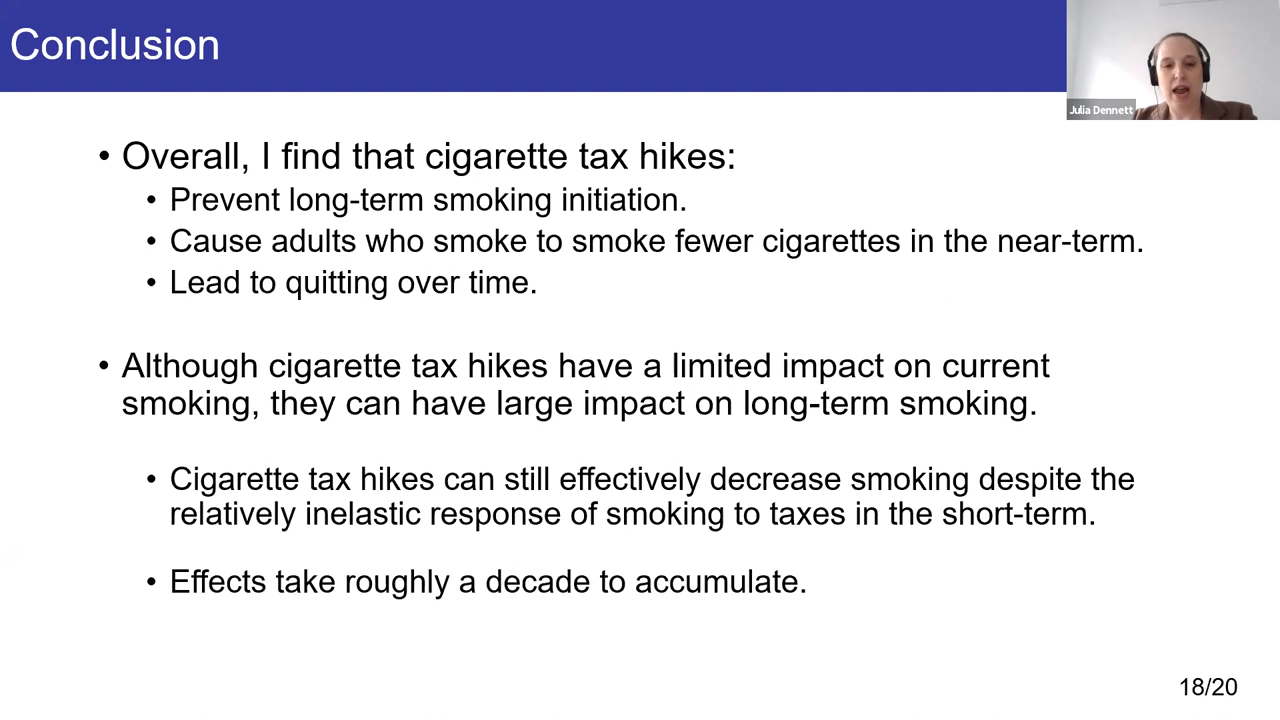 Conclusion
Julia Dennett
• Overall, I find that cigarette tax hikes:
• Prevent long-term smoking initiation.
• Cause adults who smoke to smoke fewer cigarettes in the near-term.
• Lead to quitting over time.
• Although cigarette tax hikes have a limited impact on current
smoking, they can have large impact on long-term smoking.
• Cigarette tax hikes can still effectively decrease smoking despite the
relatively inelastic response of smoking to taxes in the short-term.
• Effects take roughly a decade to accumulate.
18/20